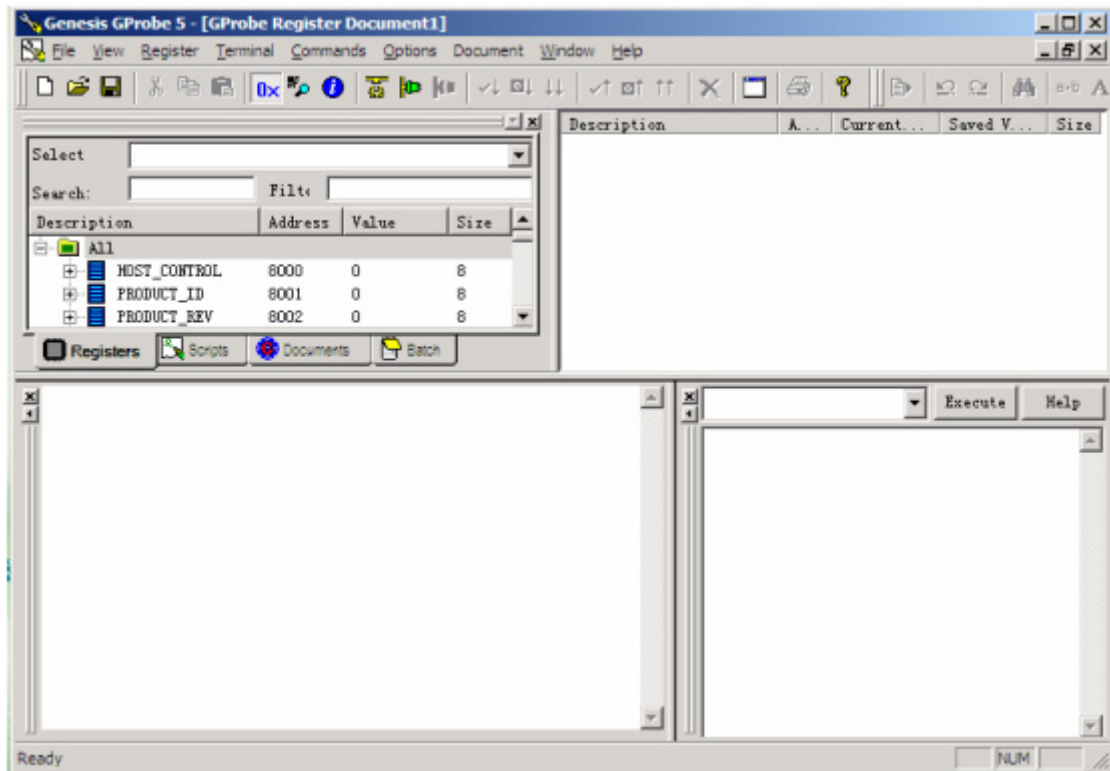 Genesis GProbe 5 - [GProbe Register Document1]
File View Register Terminal Commands Options Document Window Help
0x
a+b A
Description A... Current... Saved V... Size
Select
Search: Filt
Description Address Value Size
All
HOST_CONTROL 8000 0 8
PRODUCT_ID 8001 0 8
PRODUCT_REV 8002 0 8
Registers Scripts Documents Batch
Execute Help
Ready NUM